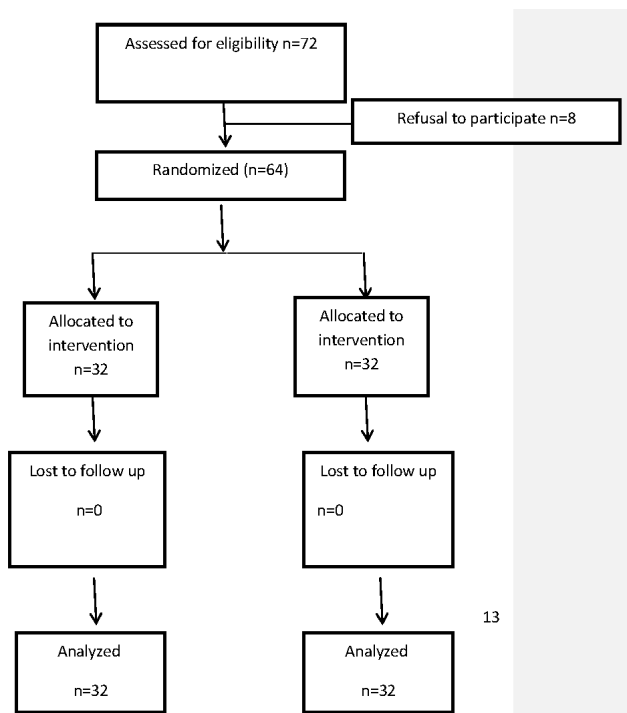 Assessed for eligibility n=72
Refusal to participate n=8
Randomized (n=64)
Allocated to
intervention
n=32
Allocated to
intervention
n=32
Lost to follow up
n=0
Lost to follow up
n=0
13
Analyzed
n=32
Analyzed
n=32